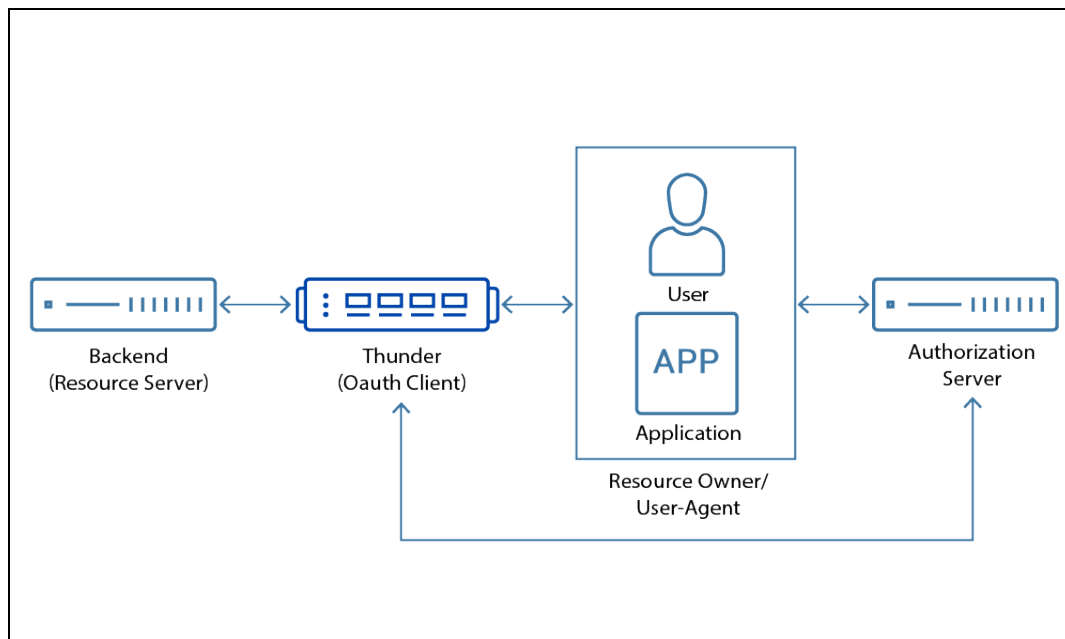 User
APP
Application
Backend
(Resource Server)
Thunder
(Oauth Client)
Authorization
Server
Resource Owner/
User-Agent